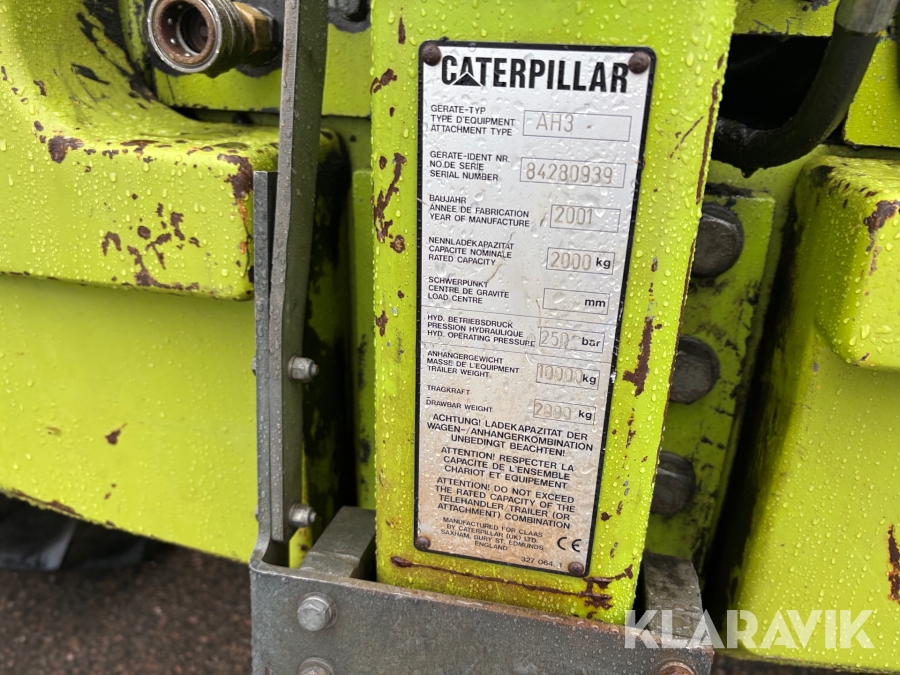 CATERPILLAR
GERATE-TYP
TYPE D'EQUIPMENT
ATTACHMENT TYPE
AH3
GERATE-IDENT NR.
NO.DE SERIE
SERIAL NUMBER
84280939
BAUJAHR
ANNEE DE FABRICATION
YEAR OF MANUFACTURE
2001
NENNLADEKAPAZITAT
CAPACITE NOMINALE
RATED CAPACITY
2000 kg
SCHWERPUNKT
CENTRE DE GRAVITE
LOAD CENTRE
mm
HYD. BETRIEBSDRUCK
PRESSION HYDRAULIQUE
HYD. OPERATING PRESSURE
250 bar
ANHANGERGEWICHT
MASSE DE L'EQUIPEMENT
TRAILER WEIGHT.
10000 kg
TRAGKRAFT
DRAWBAR WEIGHT
2000 kg
ACHTUNG! LADEKAPAZITAT DER
WAGEN-/ANHANGERKOMBINATION
UNBEDINGT BEACHTEN!
ATTENTION! RESPECTER LA
CAPACITE DE L'ENSEMBLE
CHARIOT ET EQUIPEMENT
ATTENTION! DO NOT EXCEED
THE RATED CAPACITY OF THE
TELEHANDLER/TRAILER (OR
ATTACHMENT) COMBINATION
MANUFACTURED FOR CLAAS
BY CATERPILLAR (UK) LTD.
SAXHAM, BURY ST. EDMUNDS
ENGLAND
CE
327 064. 1
KLARAVIK